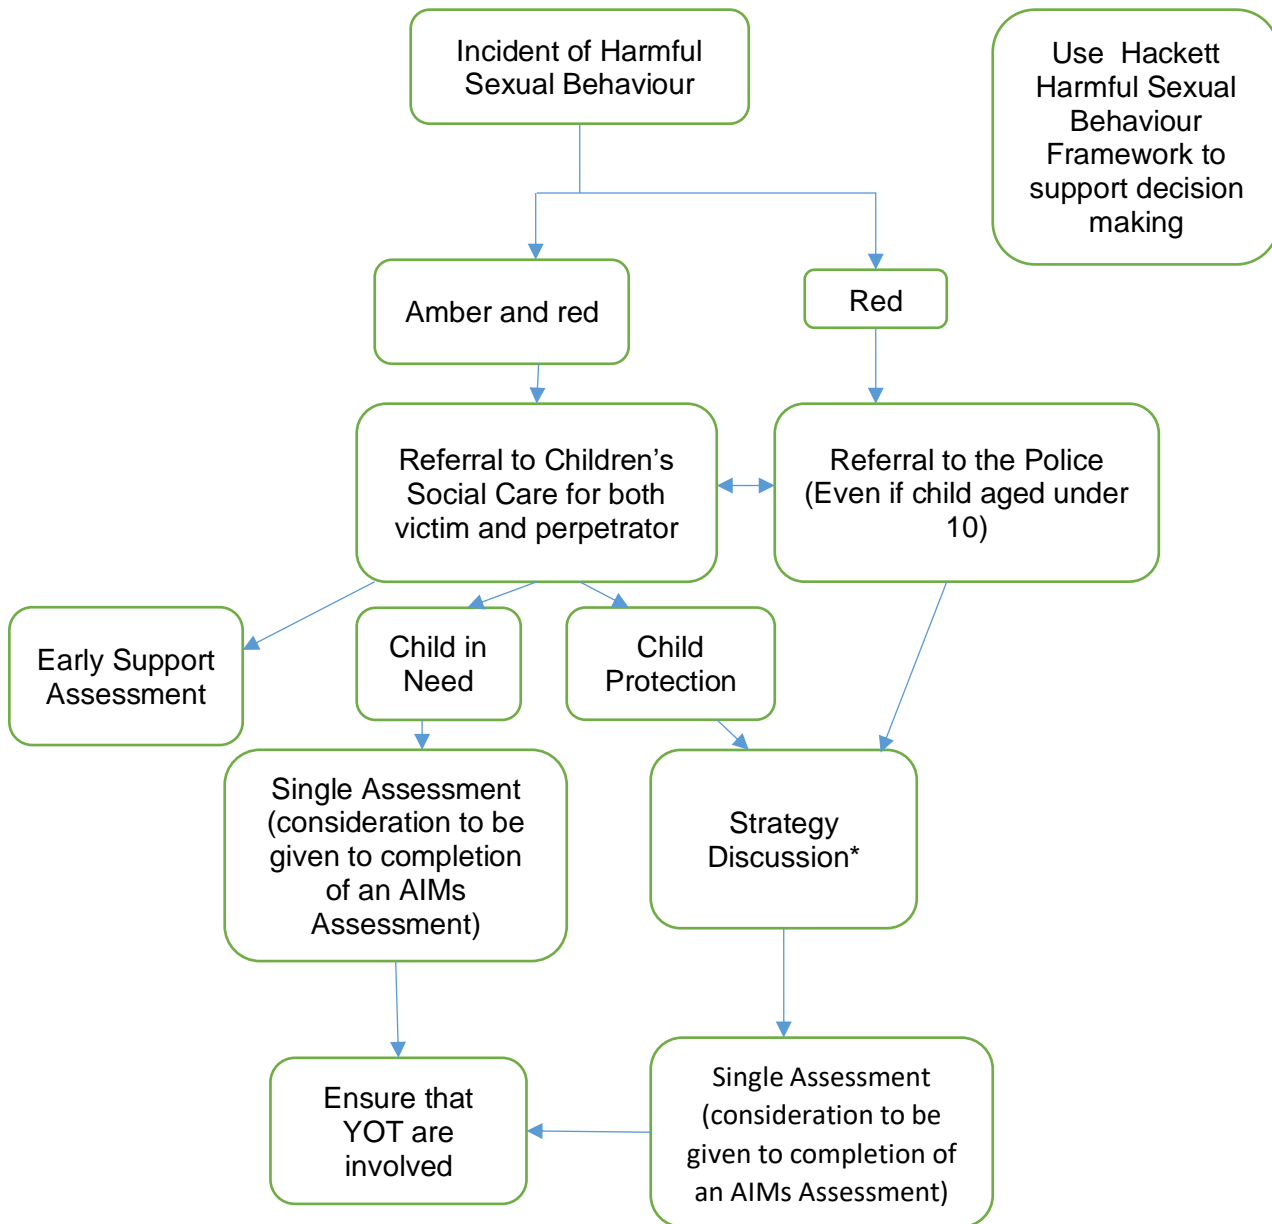 Incident of Harmful
Sexual Behaviour
Use Hackett
Harmful Sexual
Behaviour
Framework to
support decision
making
Amber and red
Red
Referral to Children’s
Social Care for both
victim and perpetrator
Referral to the Police
(Even if child aged under
10)
Early Support
Assessment
Child in
Need
Child
Protection
Single Assessment
(consideration to be
given to completion
of an AIMs
Assessment)
Strategy
Discussion*
Ensure that
YOT are
involved
Single Assessment
(consideration to be
given to completion of
an AIMs Assessment)